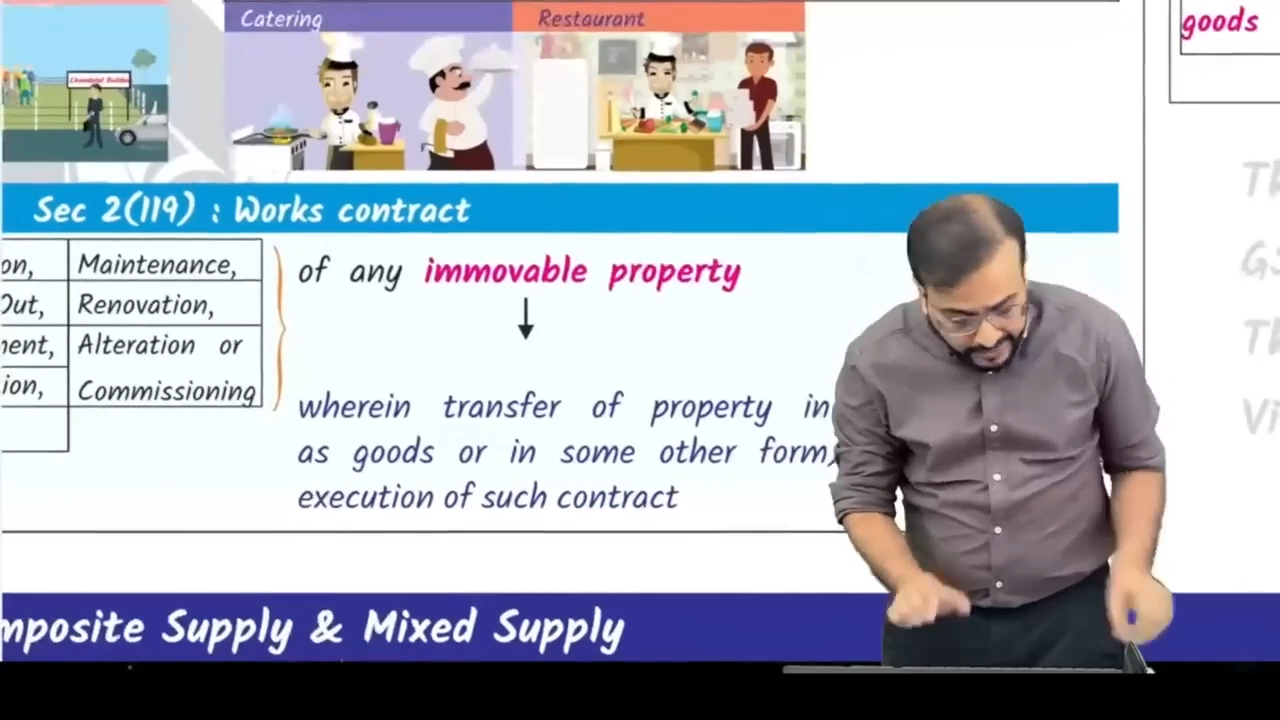 Catering
Restaurant
goods
Sec 2(119) : Works contract
on,
Maintenance,
Out,
Renovation,
ment,
Alteration or
ion,
Commissioning
of any immovable property
wherein transfer of property in
as goods or in some other form,
execution of such contract
mposite Supply & Mixed Supply